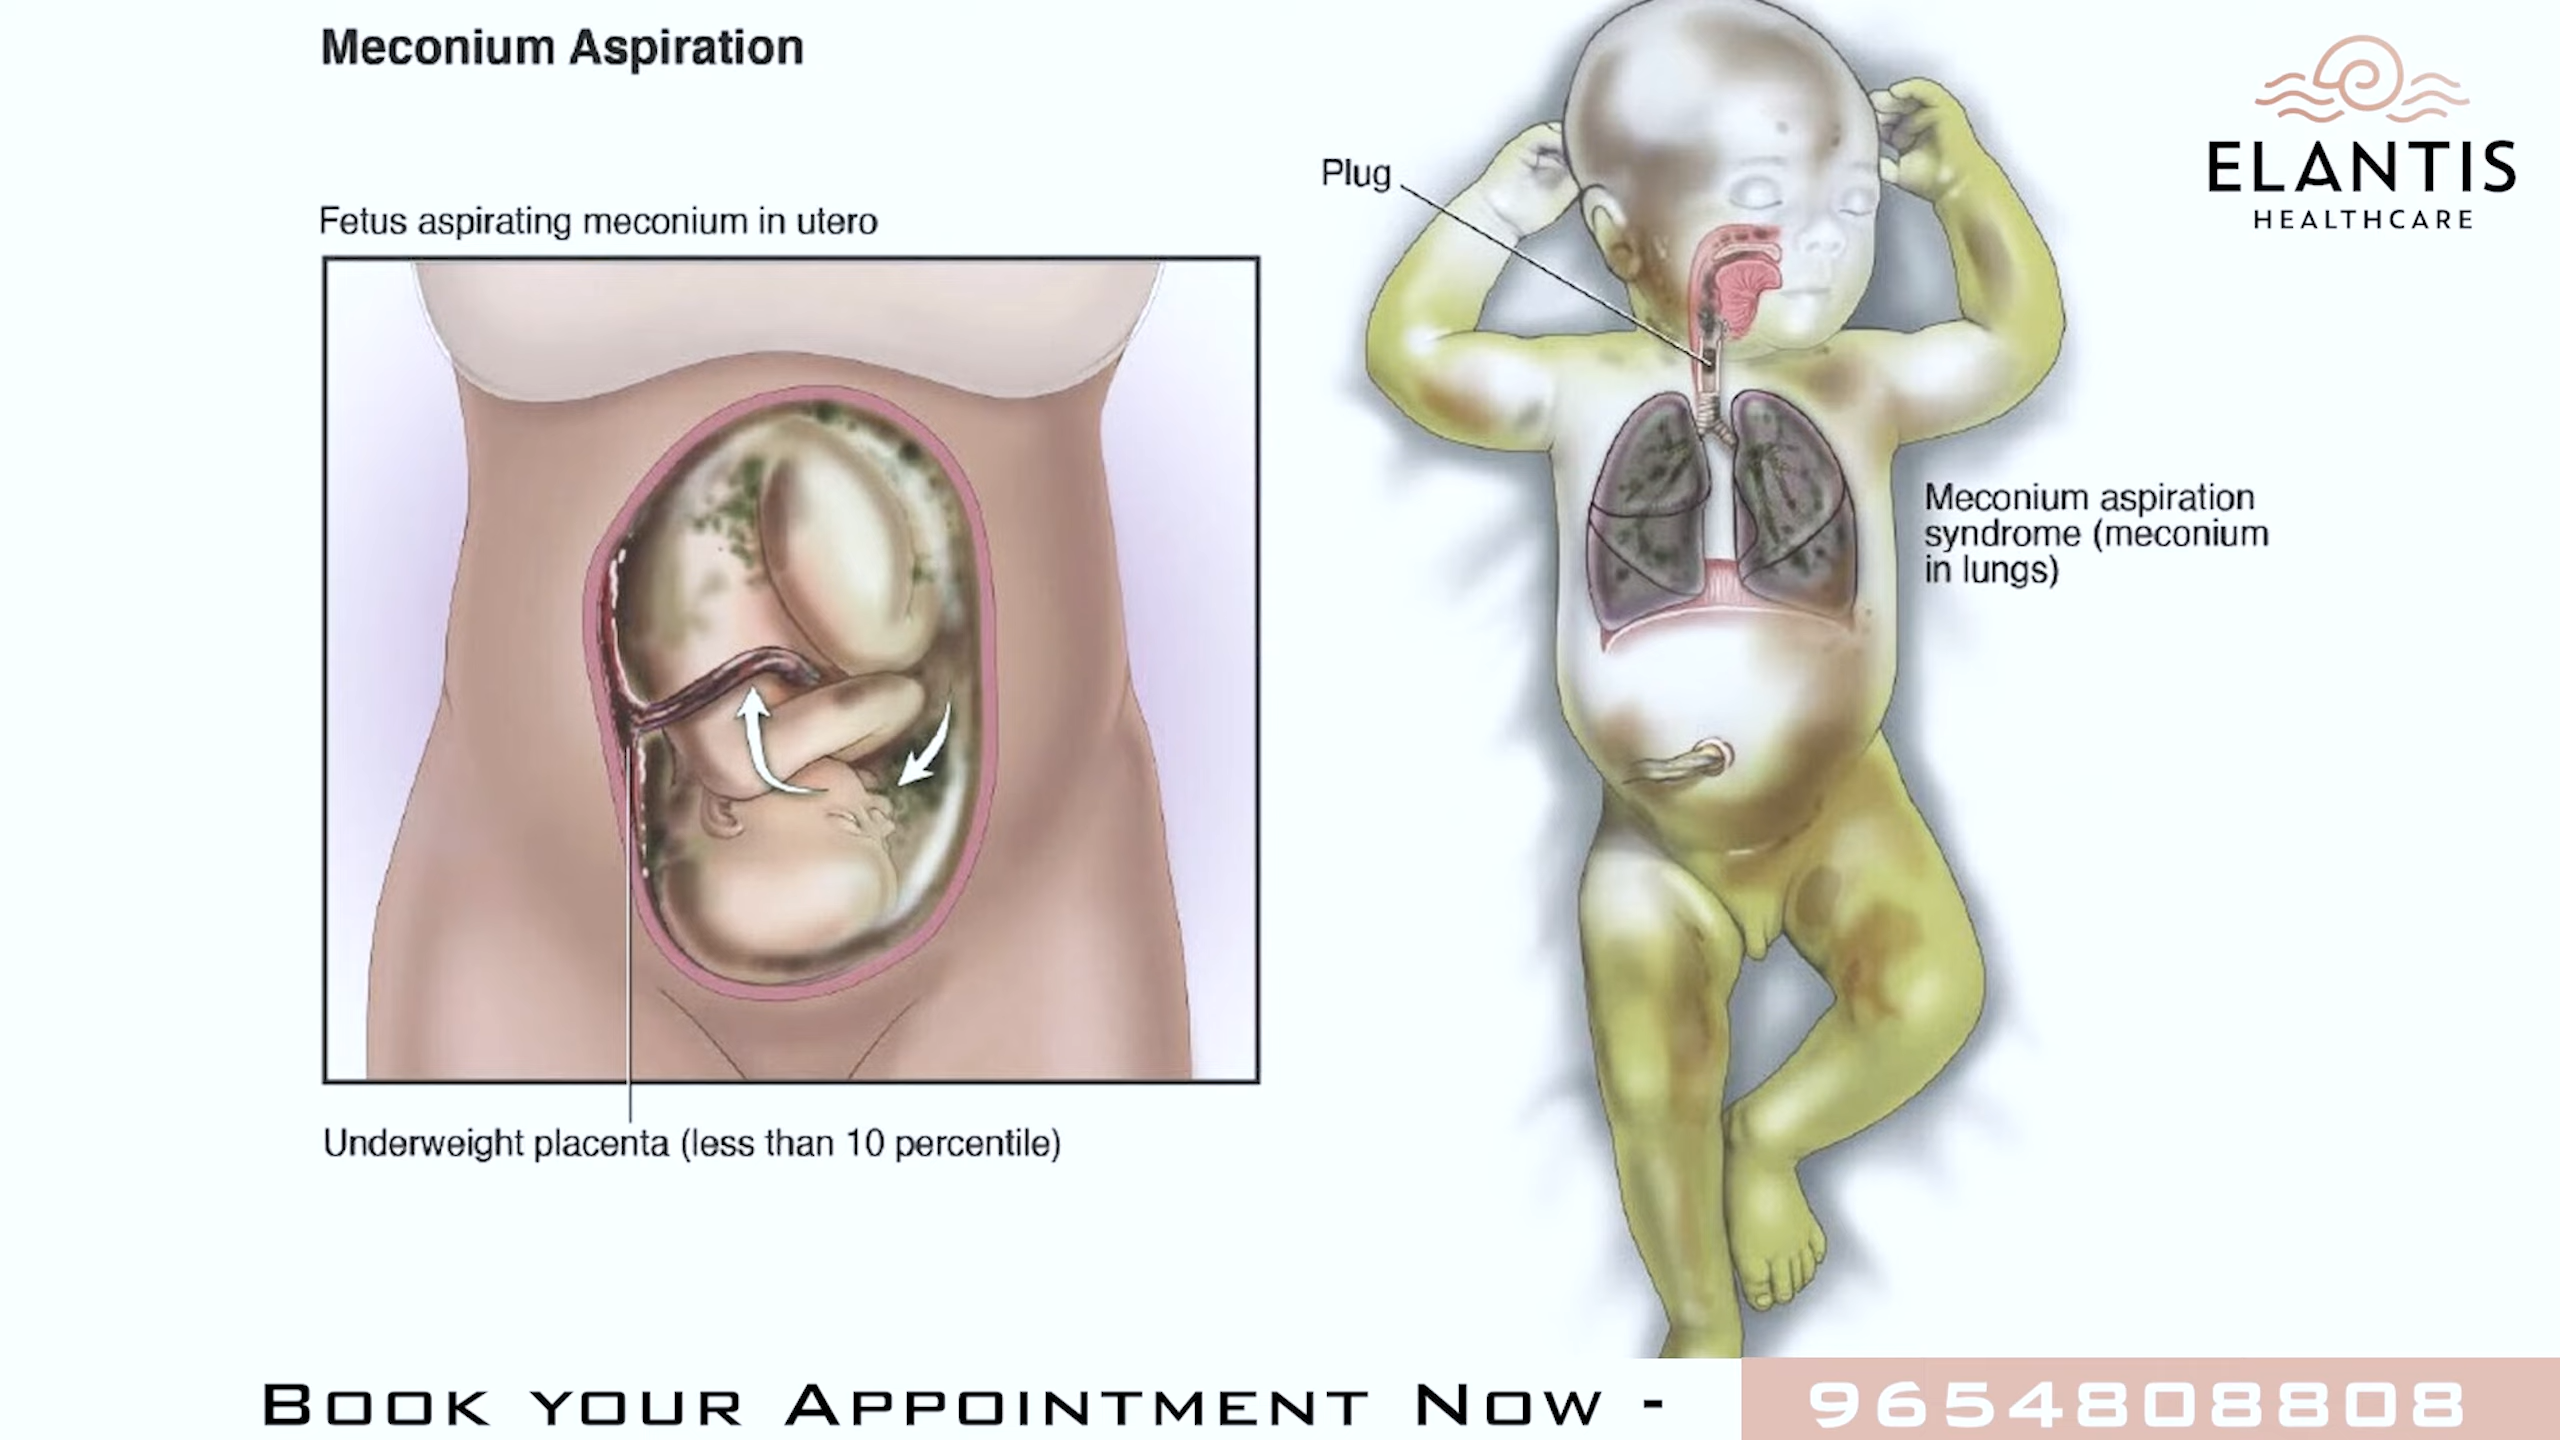 Meconium Aspiration
ELANTIS
HEALTHCARE
Plug
Fetus aspirating meconium in utero
Meconium aspiration
syndrome (meconium
in lungs)
Underweight placenta (less than 10 percentile)
BOOK YOUR APPOINTMENT NOW - 9654808808